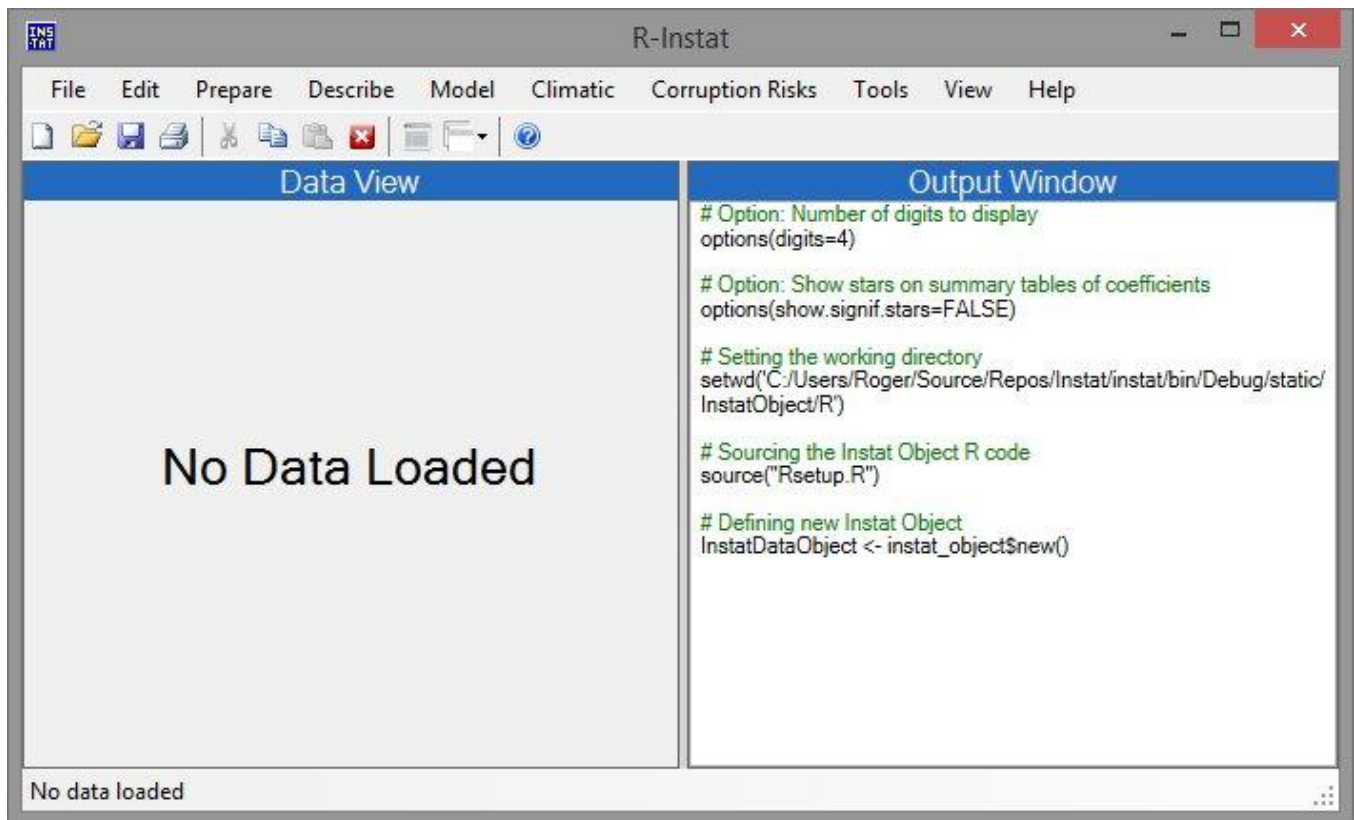 INS
-TAT
R-Instat
File Edit Prepare Describe Model Climatic Corruption Risks Tools View Help
Data View
Output Window
# Option: Number of digits to display
options(digits=4)
# Option: Show stars on summary tables of coefficients
options(show.signif.stars=FALSE)
# Setting the working directory
setwd('C:/Users/Roger/Source/Repos/Instat/instat/bin/Debug/static/
InstatObject/R')
# Sourcing the Instat Object R code
source("Rsetup.R")
# Defining new Instat Object
InstatDataObject <- instat_object$new()
No Data Loaded
No data loaded